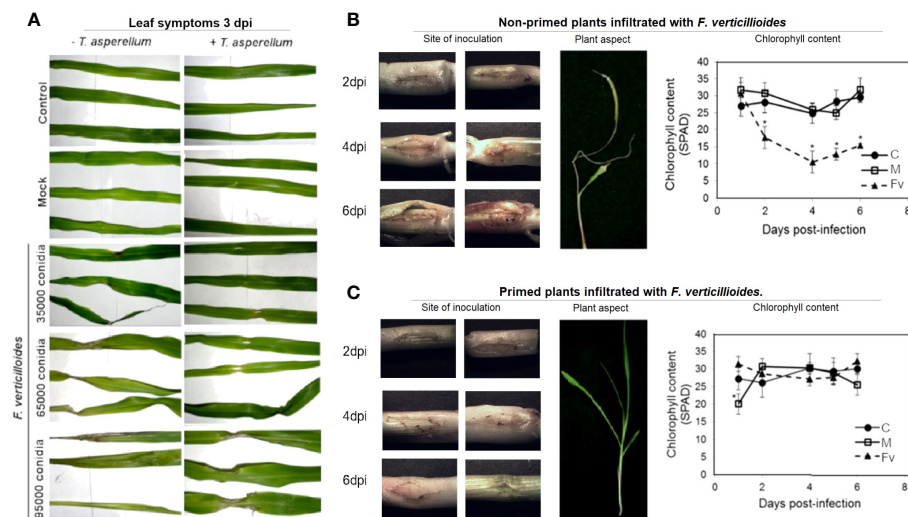 A
Leaf symptoms 3 dpi
- T. asperellum
+ T. asperellum
Control
Mock
F. verticilloides
35000 conidia
65000 conidia
95000 conidia
B
Non-primed plants infiltrated with F. verticillioides
Site of inoculation
Plant aspect
Chlorophyll content
2dpi
4dpi
6dpi
Chlorophyll content
(SPAD)
40
35
30
25
20
15
10
5
0
0
2
4
6
8
*
*
*
*
*
C
M
Fv
Days post-infection
C
Primed plants infiltrated with F. verticillioides.
Site of inoculation
Plant aspect
Chlorophyll content
2dpi
4dpi
6dpi
Chlorophyll content
(SPAD)
40
35
30
25
20
15
10
5
0
0
2
4
6
8
*
C
M
Fv
Days post-infection